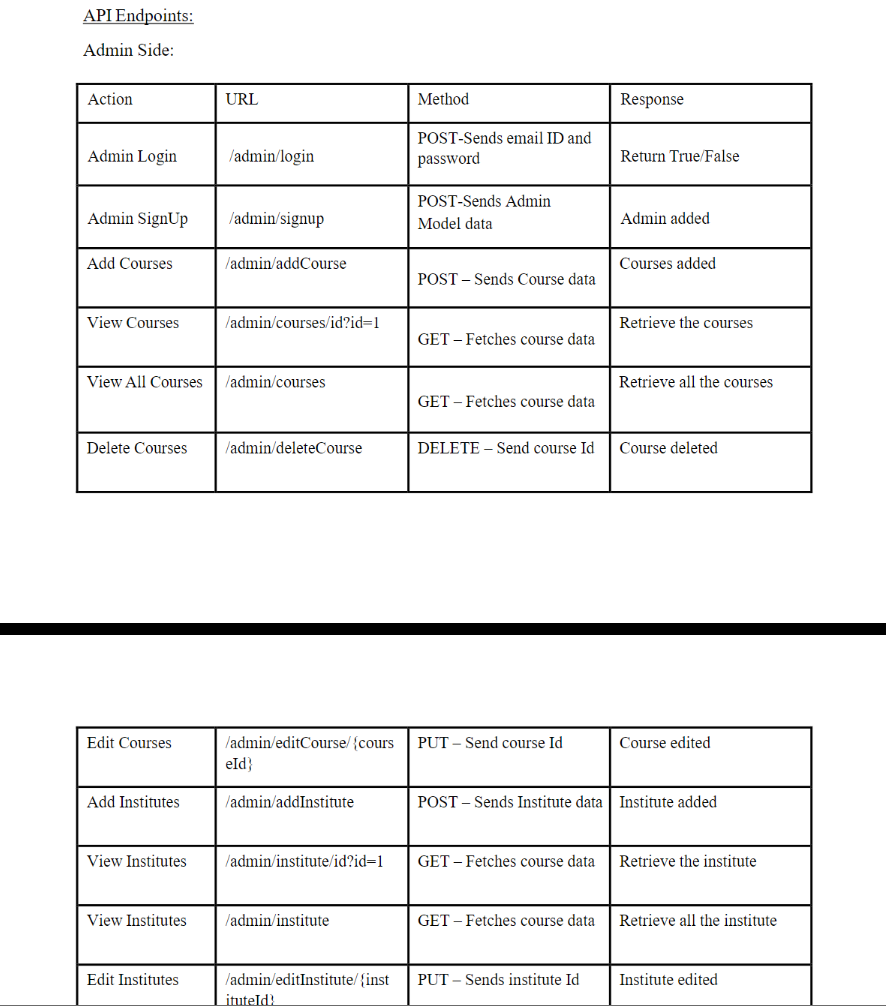 API Endpoints:
Admin Side:
Action URL Method Response
Admin Login /admin/login POST-Sends email ID and
password Return True/False
Admin SignUp /admin/signup POST-Sends Admin
Model data Admin added
Add Courses /admin/addCourse POST – Sends Course data Courses added
View Courses /admin/courses/id?id=1 GET – Fetches course data Retrieve the courses
View All Courses /admin/courses GET – Fetches course data Retrieve all the courses
Delete Courses /admin/deleteCourse DELETE – Send course Id Course deleted
Edit Courses /admin/editCourse/{cours
eId} PUT – Send course Id Course edited
Add Institutes /admin/addInstitute POST – Sends Institute data Institute added
View Institutes /admin/institute/id?id=1 GET – Fetches course data Retrieve the institute
View Institutes /admin/institute GET – Fetches course data Retrieve all the institute
Edit Institutes /admin/editInstitute/{inst
ituteId} PUT – Sends institute Id Institute edited